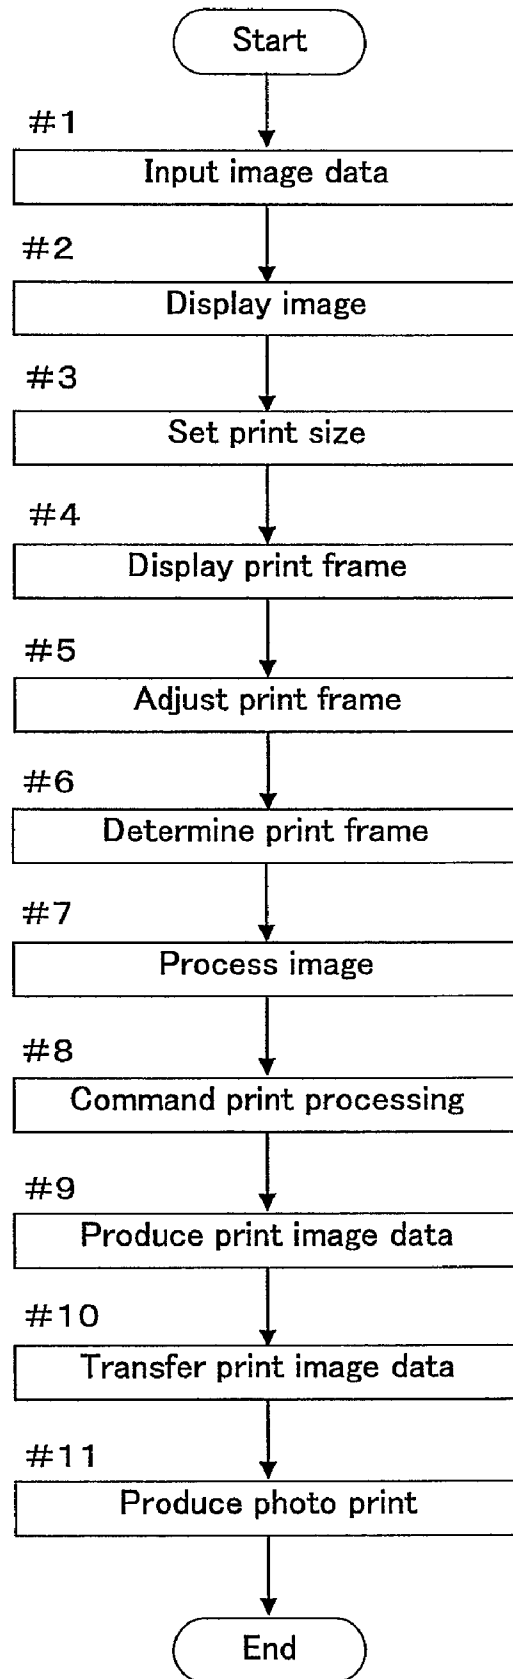 Start
#1
Input image data
#2
Display image
#3
Set print size
#4
Display print frame
#5
Adjust print frame
#6
Determine print frame
#7
Process image
#8
Command print processing
#9
Produce print image data
#10
Transfer print image data
#11
Produce photo print
End